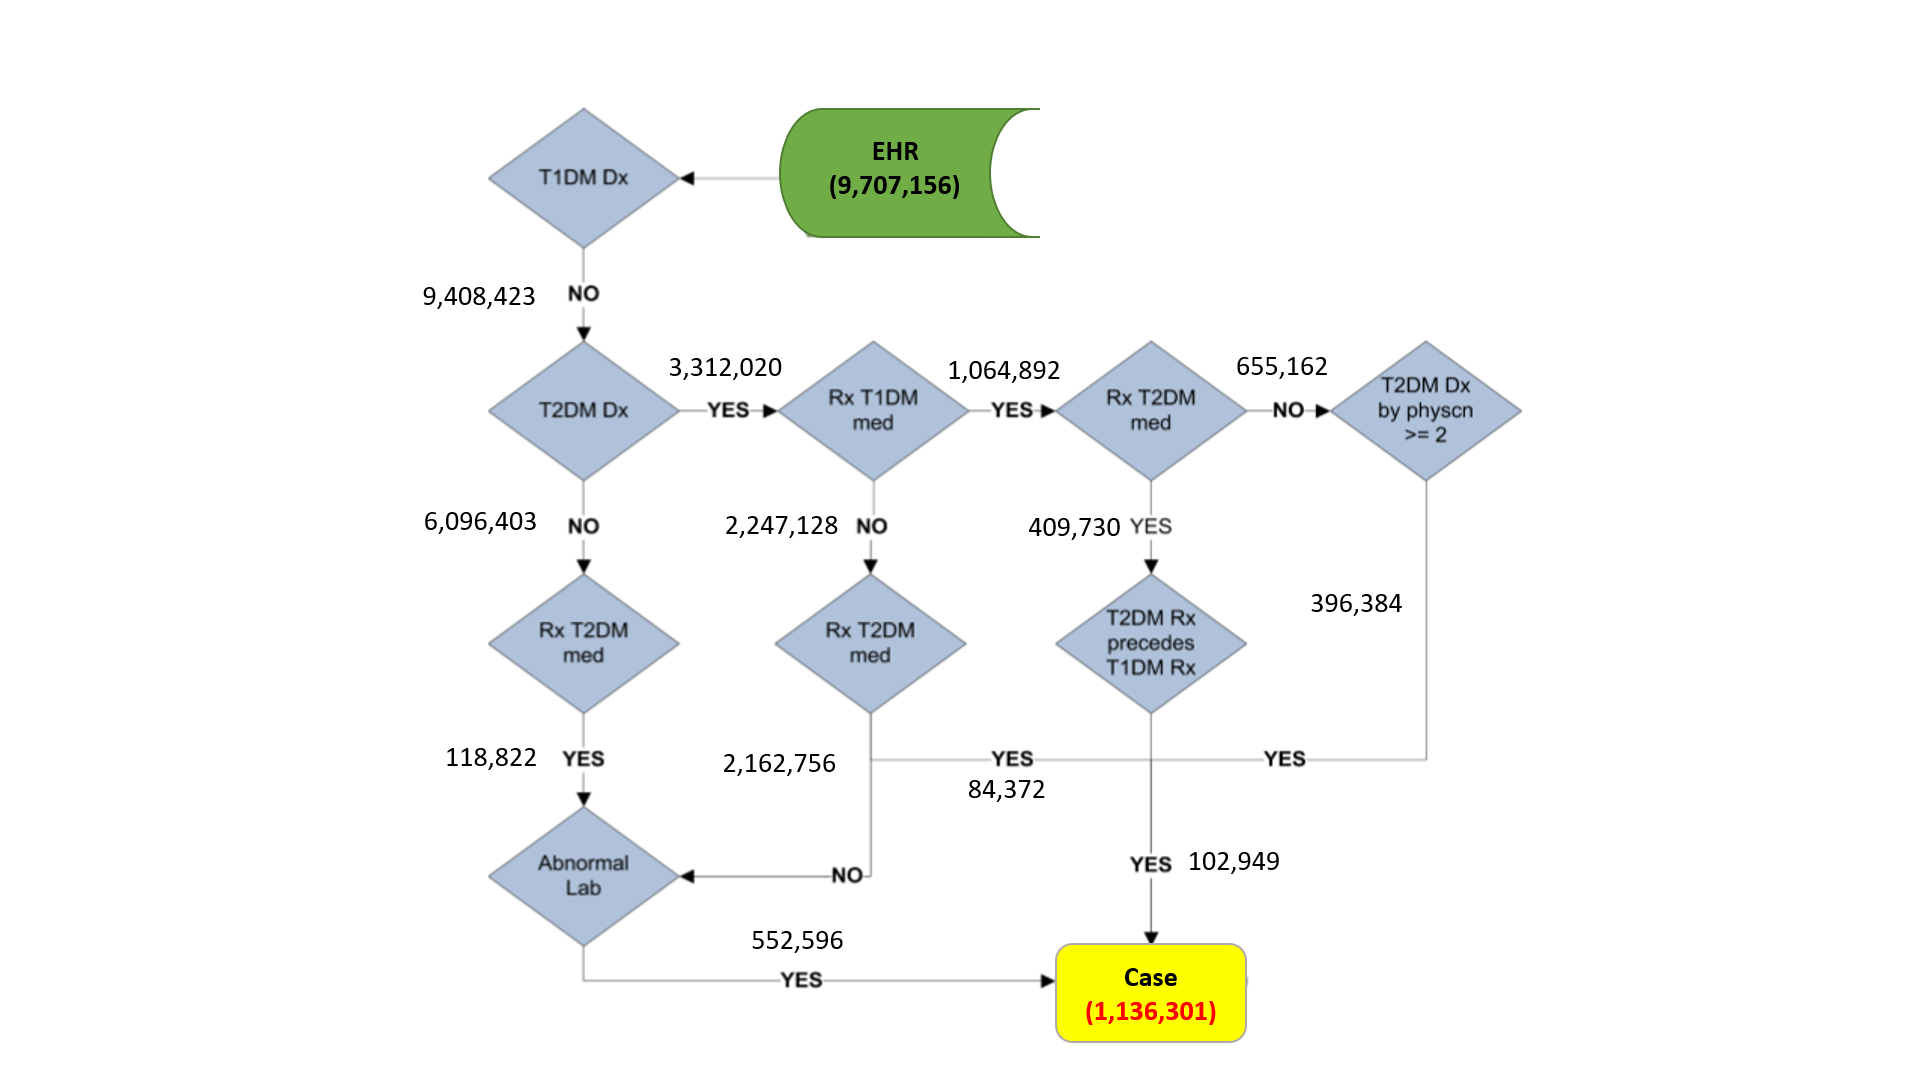 EHR
(9,707,156)
T1DM Dx
9,408,423
NO
T2DM Dx
3,312,020
YES
Rx T1DM
med
1,064,892
YES
Rx T2DM
med
655,162
NO
T2DM Dx
by physcn
>= 2
6,096,403
NO
2,247,128
NO
409,730
YES
396,384
Rx T2DM
med
Rx T2DM
med
T2DM Rx
precedes
T1DM Rx
118,822
YES
2,162,756
YES
84,372
YES
Abnormal
Lab
NO
YES
102,949
552,596
YES
Case
(1,136,301)